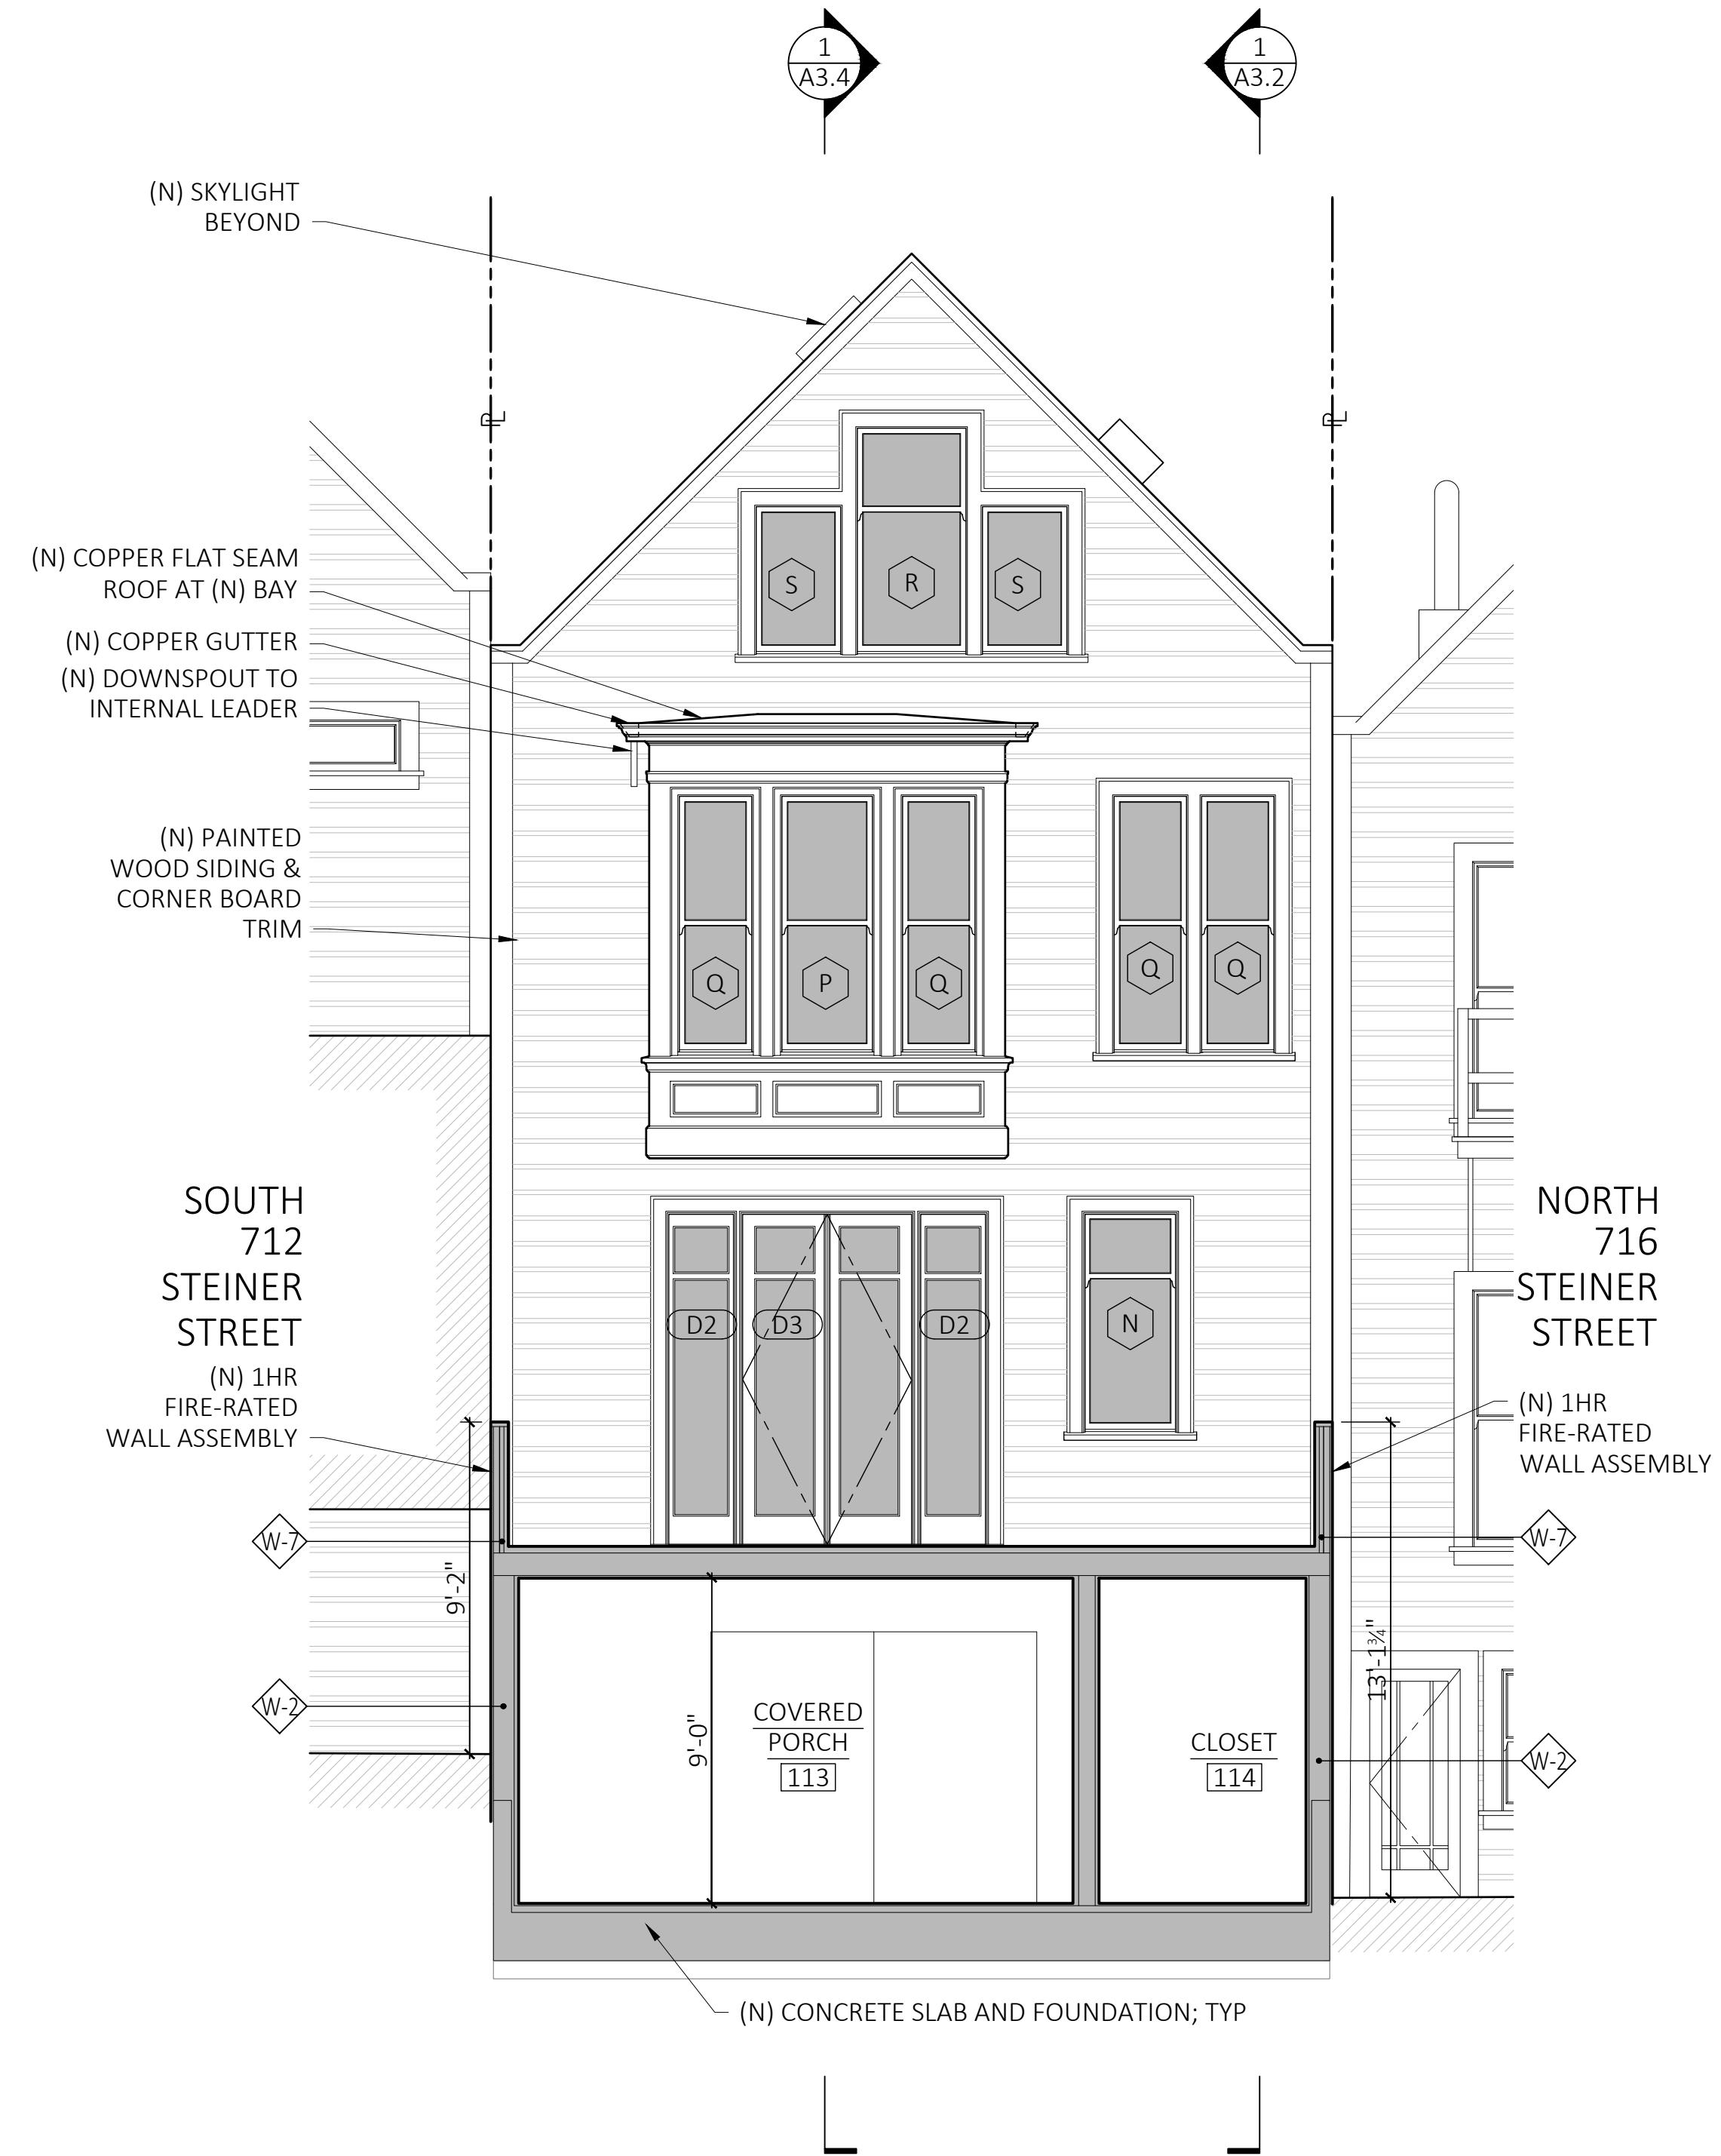 1
A3.4
1
A3.2
(N) SKYLIGHT
BEYOND
PL
PL
(N) COPPER FLAT SEAM
ROOF AT (N) BAY
(N) COPPER GUTTER
(N) DOWNSPOUT TO
INTERNAL LEADER
S
R
S
(N) PAINTED
WOOD SIDING &
CORNER BOARD
TRIM
Q
P
Q
Q
Q
SOUTH
712
STEINER
STREET
NORTH
716
STEINER
STREET
D2
D3
D2
N
(N) 1HR
FIRE-RATED
WALL ASSEMBLY
(N) 1HR
FIRE-RATED
WALL ASSEMBLY
W-7
W-7
9'-2"
13'-1¾"
W-2
W-2
9'-0"
COVERED
PORCH
113
CLOSET
114
(N) CONCRETE SLAB AND FOUNDATION; TYP